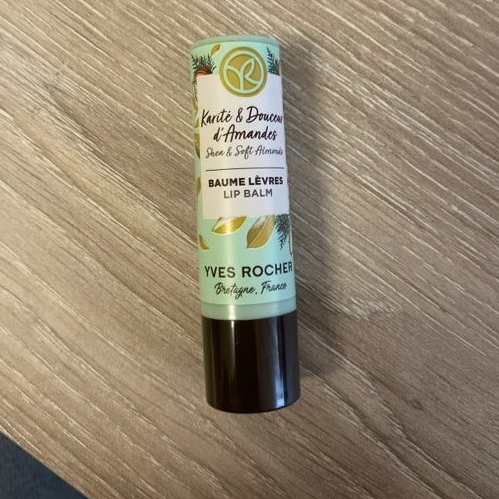 Karité & Douceur
d'Amandes
Shea & Soft Almonds
BAUME LÈVRES
LIP BALM
YVES ROCHER
Bretagne, France